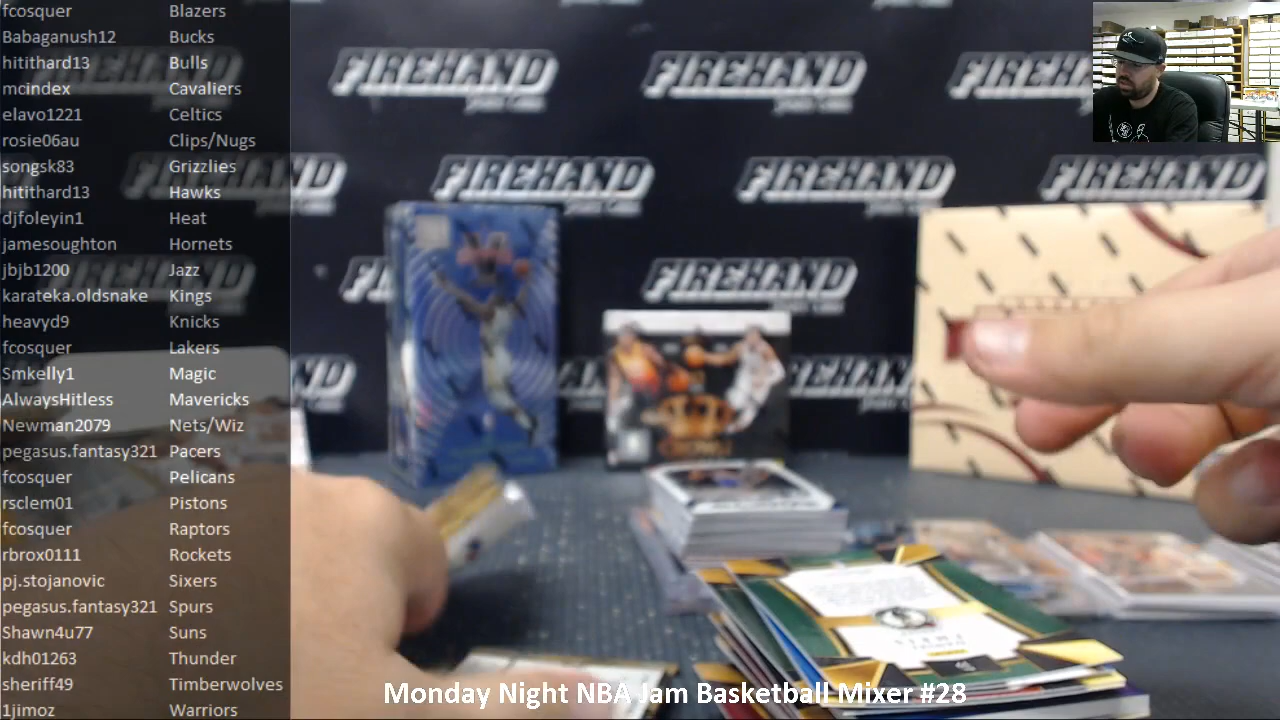 fcosquer Blazers
Babaganush12 Bucks
hitithard13 Bulls
mcindex Cavaliers
elavo1221 Celtics
rosie06au Clips/Nugs
songsk83 Grizzlies
hitithard13 Hawks
djfoleyin1 Heat
jamesoughton Hornets
jbjb1200 Jazz
karateka.oldsnake Kings
heavyd9 Knicks
fcosquer Lakers
Smkelly1 Magic
AlwaysHitless Mavericks
Newman2079 Nets/Wiz
pegasus.fantasy321 Pacers
fcosquer Pelicans
rsclem01 Pistons
fcosquer Raptors
rbrox0111 Rockets
pj.stojanovic Sixers
pegasus.fantasy321 Spurs
Shawn4u77 Suns
kdh01263 Thunder
sheriff49 Timberwolves
1jimoz Warriors
FIREHAND FIREHAND FIREHAND
FIREHAND FIREHAND FIREHAND
FIREHAND
Monday Night NBA Jam Basketball Mixer #28